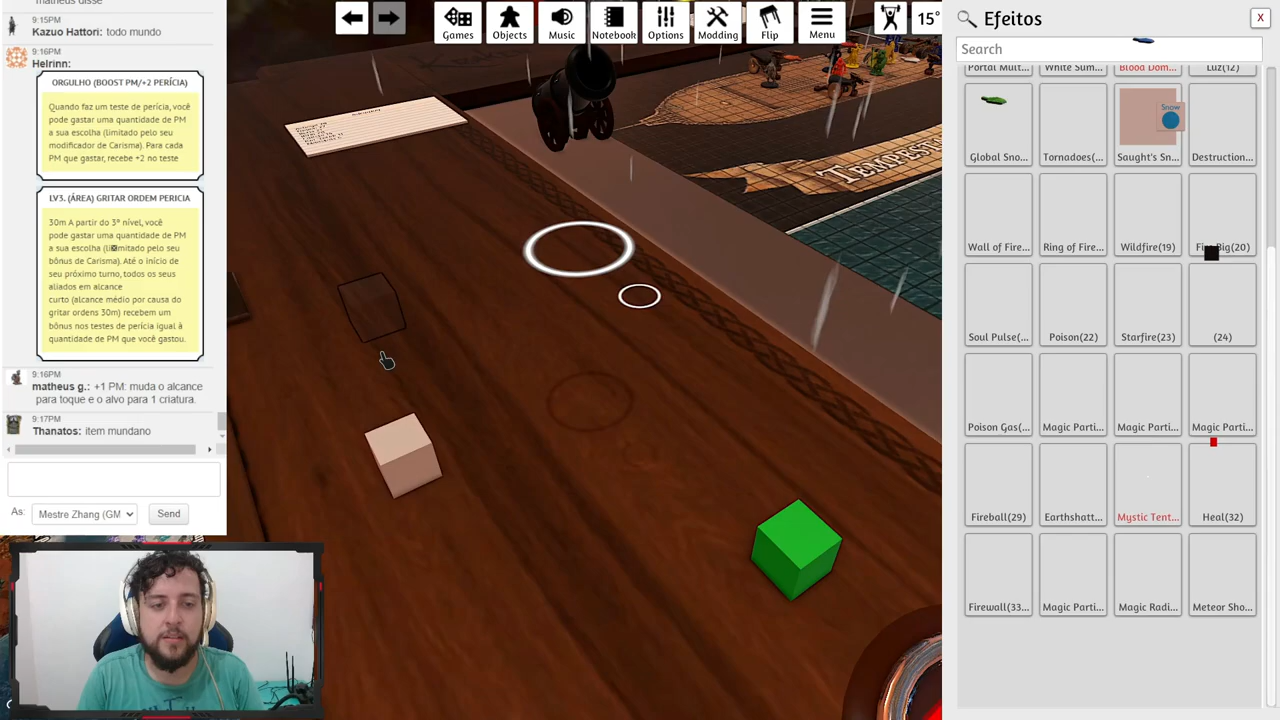 matheus disse
9:15PM
Kazuo Hattori: todo mundo
9:16PM
Helrinn:
ORGULHO (BOOST PM/+2 PERÍCIA)
Quando faz um teste de perícia, você
pode gastar uma quantidade de PM
a sua escolha (limitado pelo seu
modificador de Carisma). Para cada
PM que gastar, recebe +2 no teste
LV3. (ÁREA) GRITAR ORDEM PERICIA
30m A partir do 3º nível, você
pode gastar uma quantidade de PM
a sua escolha (limitado pelo seu
bônus de Carisma). Até o início de
seu próximo turno, todos os seus
aliados em alcance
curto (alcance médio por causa do
gritar ordens 30m) recebem um
bônus nos testes de perícia igual à
quantidade de PM que você gastou.
9:16PM
matheus g.: +1 PM: muda o alcance
para toque e o alvo para 1 criatura.
9:17PM
Thanatos: item mundano
As: Mestre Zhang (GM Send
Games Objects Music Notebook Options Modding Flip Menu 15°
TEMPEST
Efeitos X
Search
Portal Mult... White Sum... Blood Dom... Luz(12)
Snow
Global Sno... Tornadoes(... Saught's Sn... Destruction...
Wall of Fire... Ring of Fire... Wildfire(19) Fire Big(20)
Soul Pulse(... Poison(22) Starfire(23) (24)
Poison Gas(... Magic Parti... Magic Parti... Magic Parti...
Fireball(29) Earthshatt... Mystic Tent... Heal(32)
Firewall(33... Magic Parti... Magic Radi... Meteor Sho...